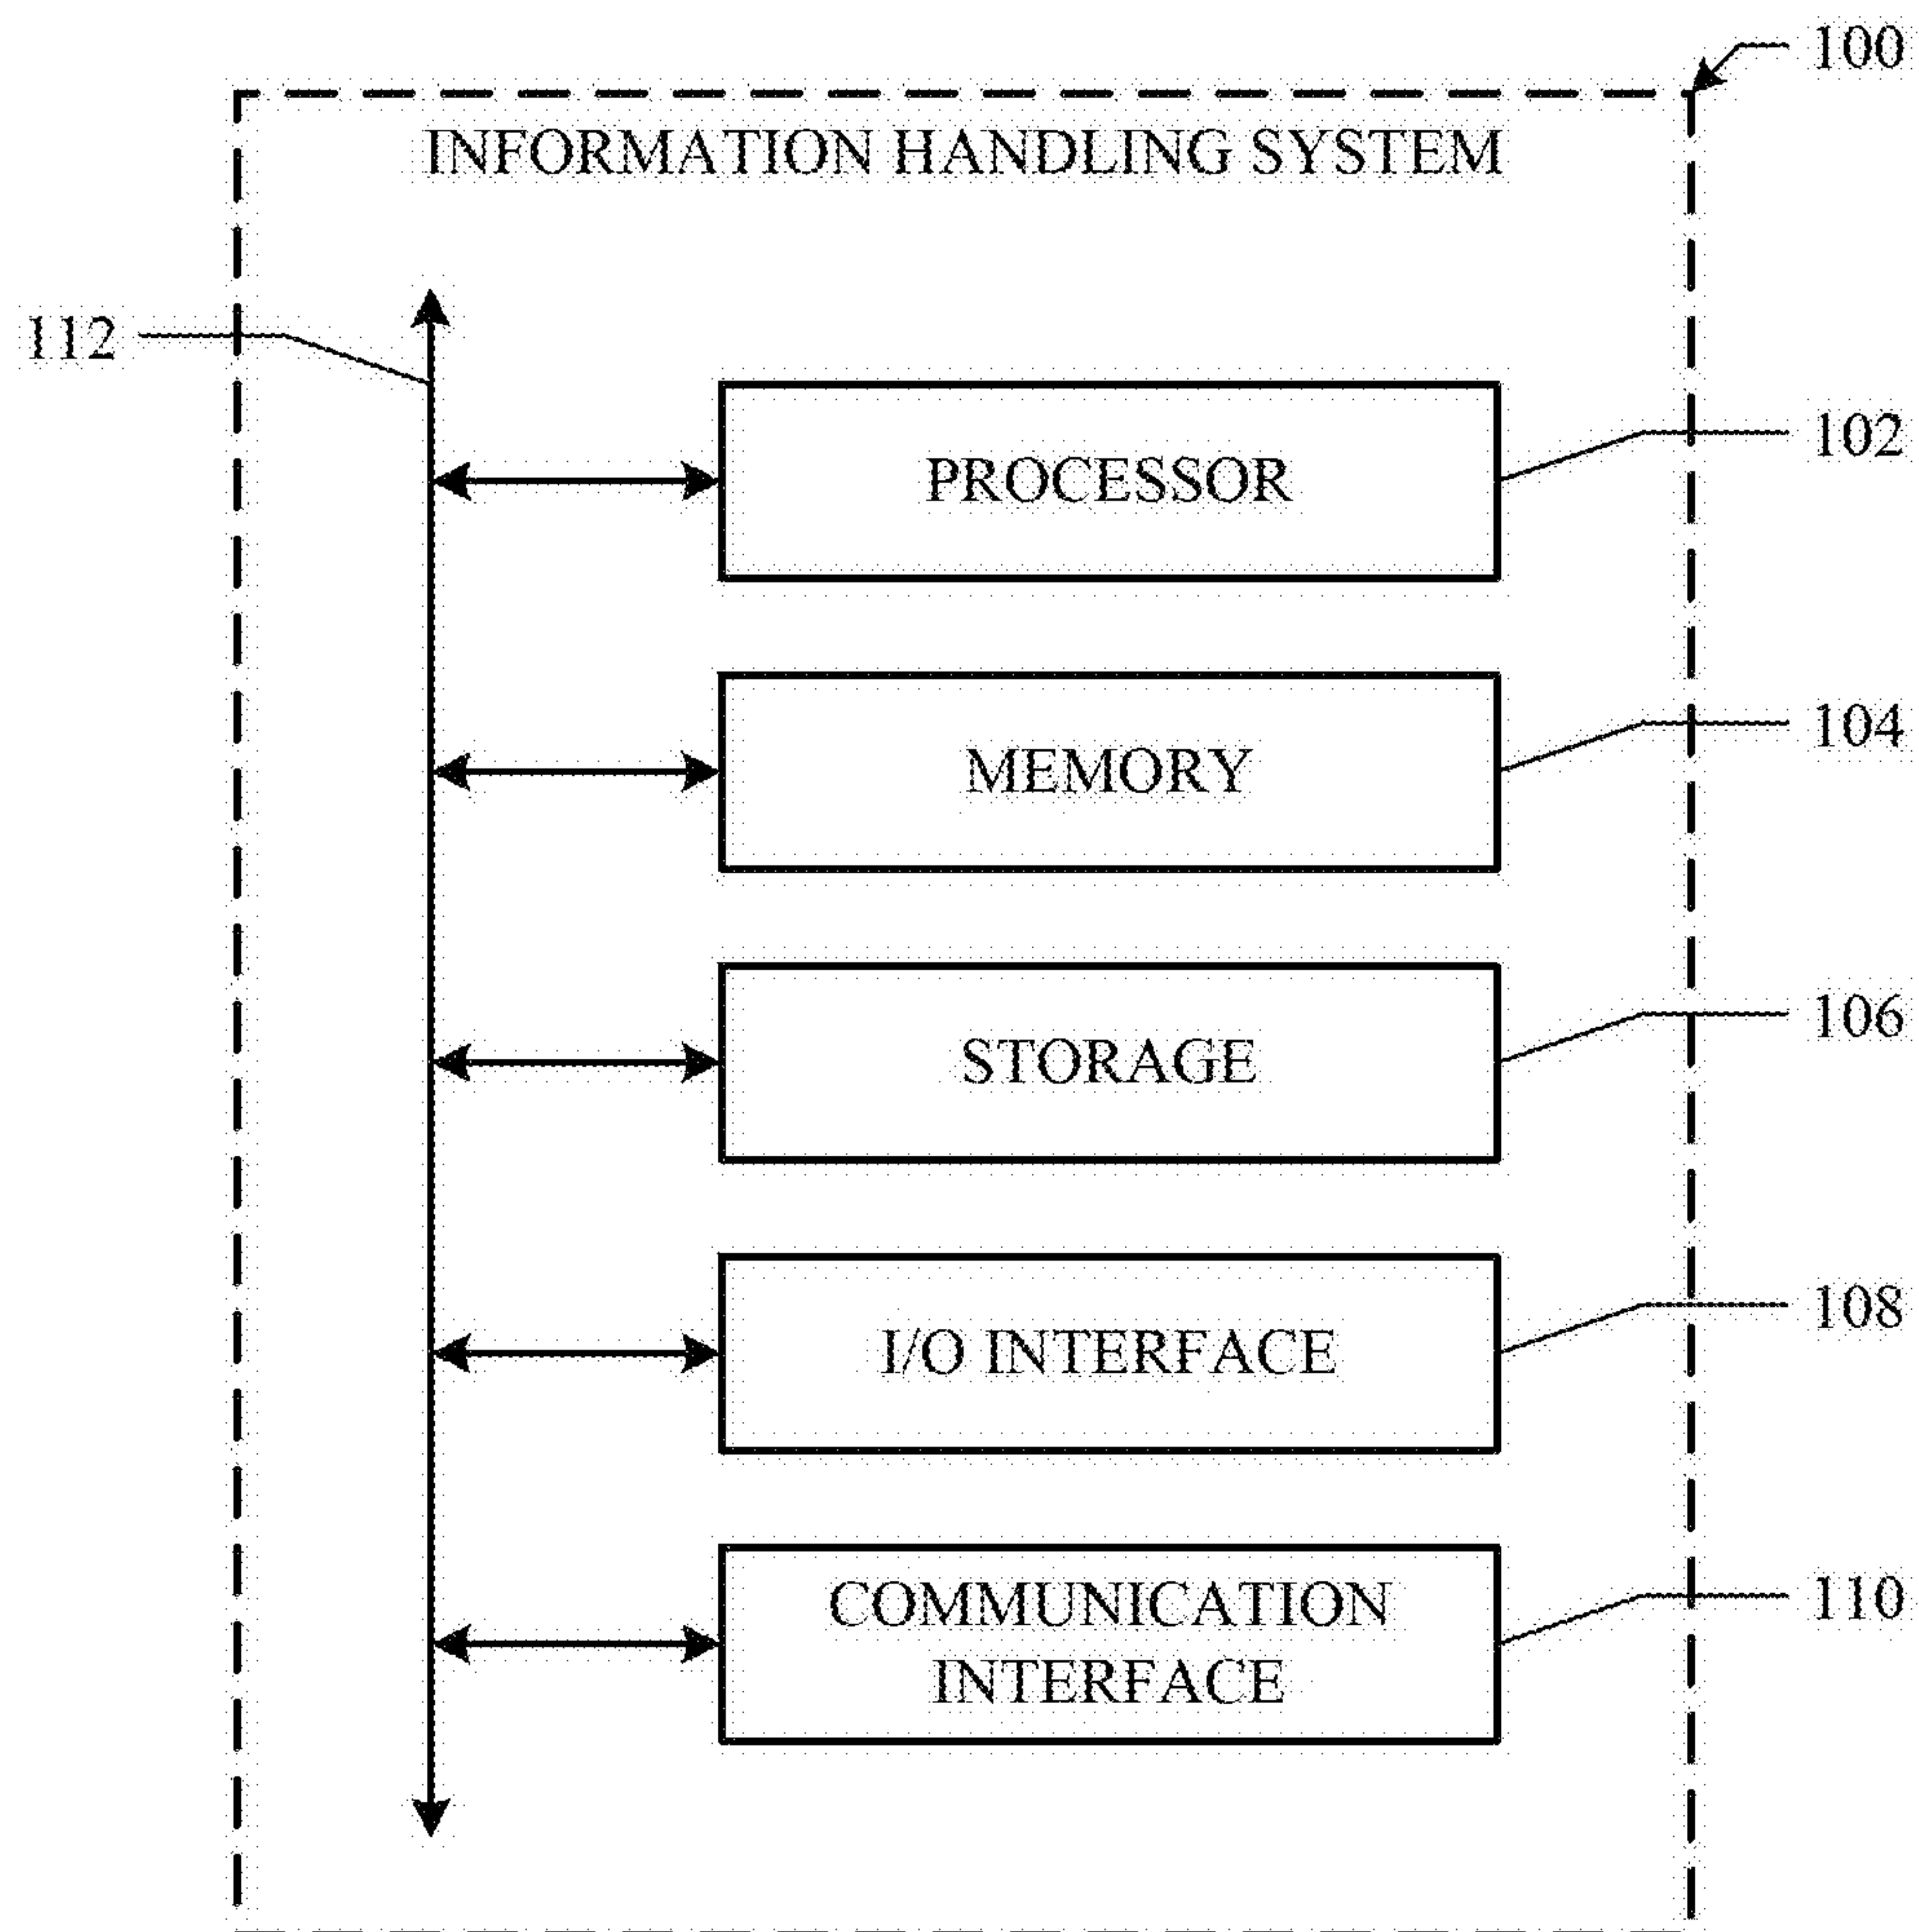 100
INFORMATION HANDLING SYSTEM
112
PROCESSOR
102
MEMORY
104
STORAGE
106
I/O INTERFACE
108
COMMUNICATION
INTERFACE
110